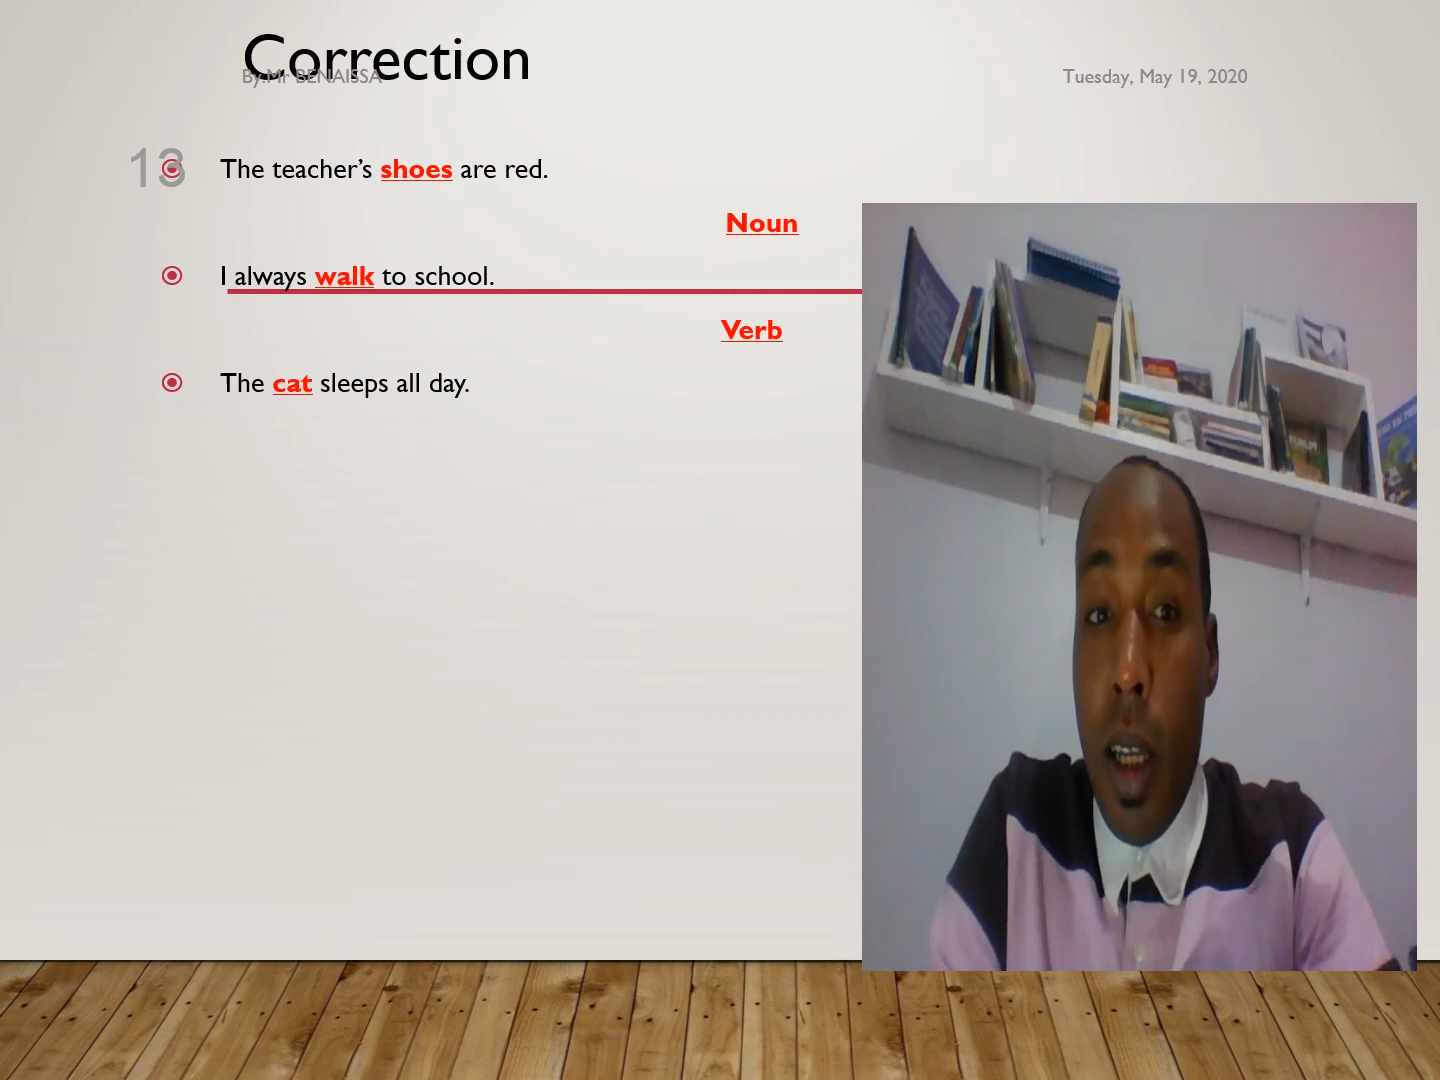 Correction
By:Mr BENAISSA
Tuesday, May 19, 2020
13
The teacher’s shoes are red.
Noun
I always walk to school.
Verb
The cat sleeps all day.